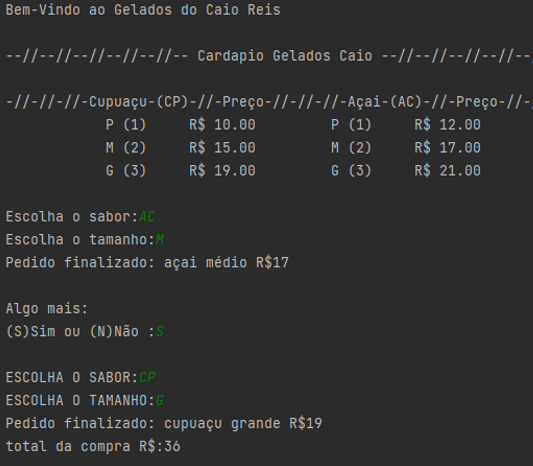 Bem-Vindo ao Gelados do Caio Reis
--//--//--//--//--//-- Cardapio Gelados Caio --//--//--//--//--/
-//-//-//-Cupuaçu-(CP)-//-Preço-//-//-//-Açai-(AC)-//-Preço-//-/
P (1) R$ 10.00 P (1) R$ 12.00
M (2) R$ 15.00 M (2) R$ 17.00
G (3) R$ 19.00 G (3) R$ 21.00
Escolha o sabor:AC
Escolha o tamanho:M
Pedido finalizado: açai médio R$17
Algo mais:
(S)Sim ou (N)Não :S
ESCOLHA O SABOR:CP
ESCOLHA O TAMANHO:G
Pedido finalizado: cupuaçu grande R$19
total da compra R$:36